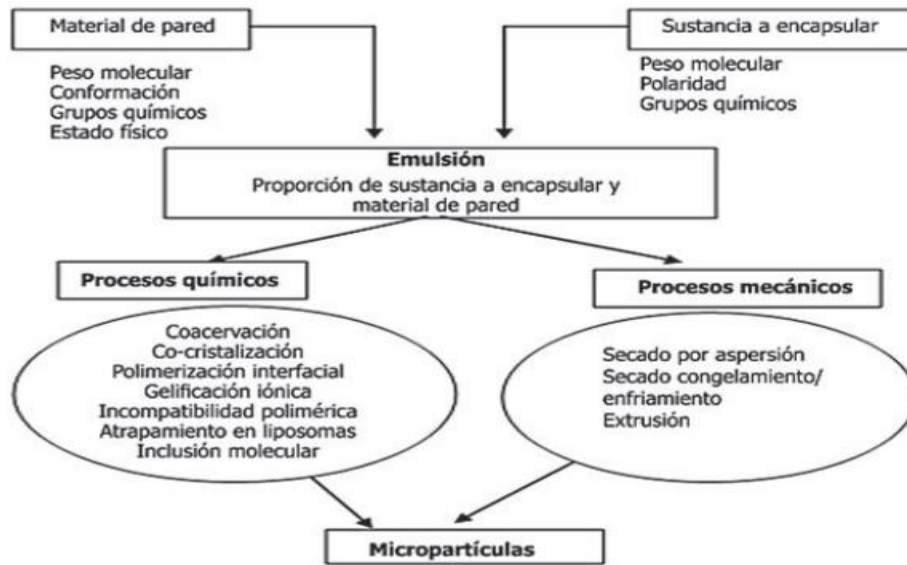 Material de pared
Sustancia a encapsular
Peso molecular
Conformación
Grupos químicos
Estado físico
Peso molecular
Polaridad
Grupos químicos
Emulsión
Proporción de sustancia a encapsular y
material de pared
Procesos químicos
Procesos mecánicos
Coacervación
Co-cristalización
Polimerización interfacial
Gelificación iónica
Incompatibilidad polimérica
Atrapamiento en liposomas
Inclusión molecular
Secado por aspersión
Secado congelamiento/
enfriamiento
Extrusión
Micropartículas